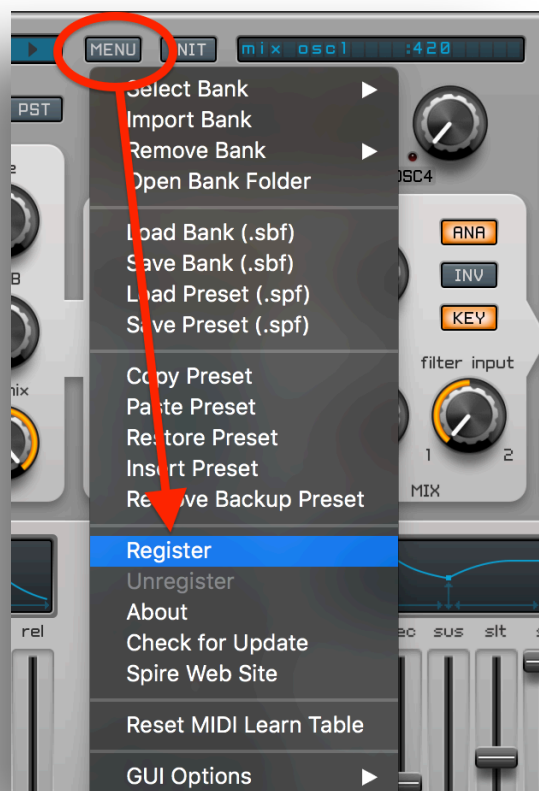 MENU
INIT
mix osc1 :420
PST
Select Bank
Import Bank
Remove Bank
Open Bank Folder
OSC4
Load Bank (.sbf)
Save Bank (.sbf)
Load Preset (.spf)
Save Preset (.spf)
ANA
INV
KEY
B
filter input
1 2
MIX
Copy Preset
Paste Preset
Restore Preset
Insert Preset
Remove Backup Preset
Register
Unregister
About
Check for Update
Spire Web Site
rel
sus slt
Reset MIDI Learn Table
GUI Options